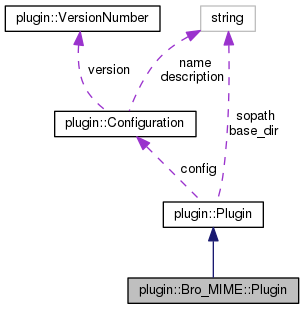 plugin::VersionNumber
string
version
name
description
plugin::Configuration
sopath
base_dir
config
plugin::Plugin
plugin::Bro_MIME::Plugin